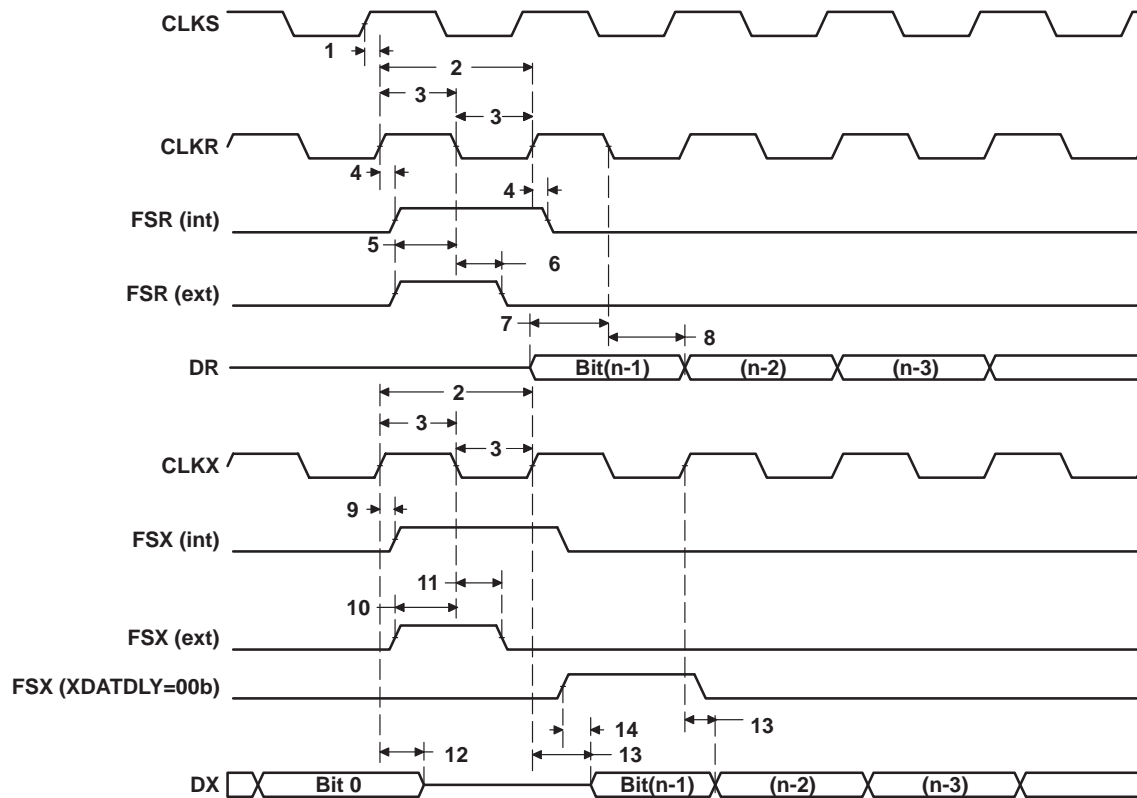 CLKS
1
2
3
3
CLKR
4
4
FSR (int)
5
6
FSR (ext)
7
8
DR
Bit(n-1)
(n-2)
(n-3)
2
3
3
CLKX
9
FSX (int)
11
10
FSX (ext)
FSX (XDATDLY=00b)
14
13
12
13
DX
Bit 0
Bit(n-1)
(n-2)
(n-3)